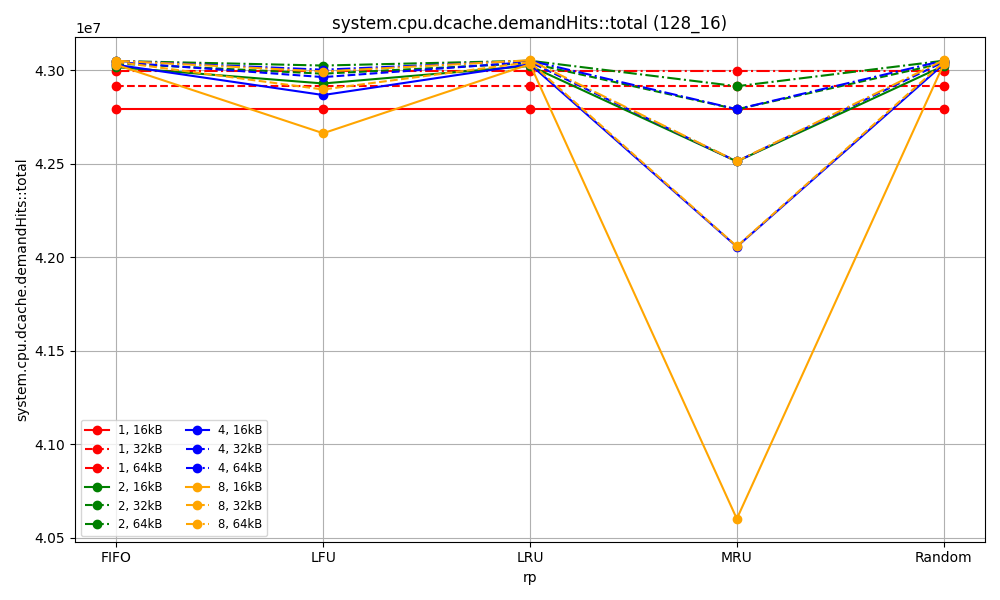 system.cpu.dcache.demandHits::total (128_16)
1e7
4.30
4.25
4.20
4.15
4.10
4.05
system.cpu.dcache.demandHits::total
1, 16kB
1, 32kB
1, 64kB
2, 16kB
2, 32kB
2, 64kB
4, 16kB
4, 32kB
4, 64kB
8, 16kB
8, 32kB
8, 64kB
FIFO LFU LRU MRU Random
rp